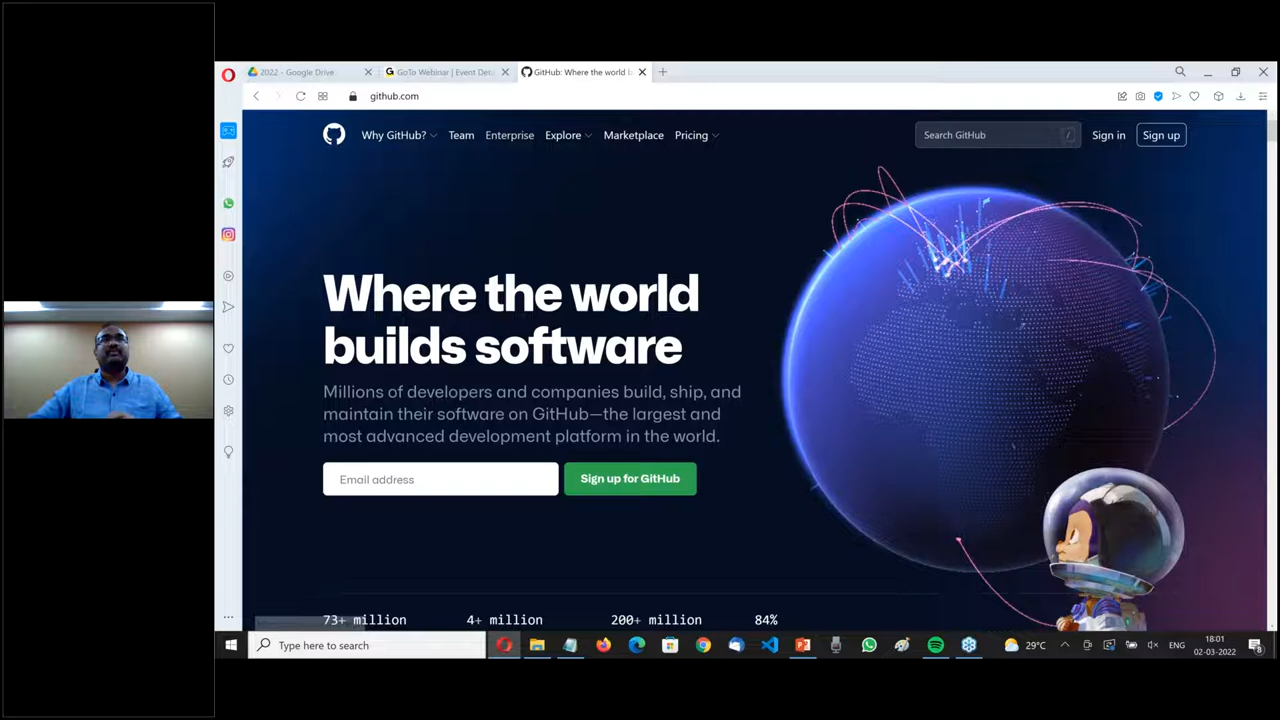 2022 - Google Drive
GoTo Webinar | Event Deta
GitHub: Where the world b
github.com
Why GitHub?
Team
Enterprise
Explore
Marketplace
Pricing
Search GitHub
/
Sign in
Sign up
Where the world
builds software
Millions of developers and companies build, ship, and
maintain their software on GitHub—the largest and
most advanced development platform in the world.
Email address
Sign up for GitHub
73+ million
4+ million
200+ million
84%
Type here to search
29°C
ENG
18:01
02-03-2022
8